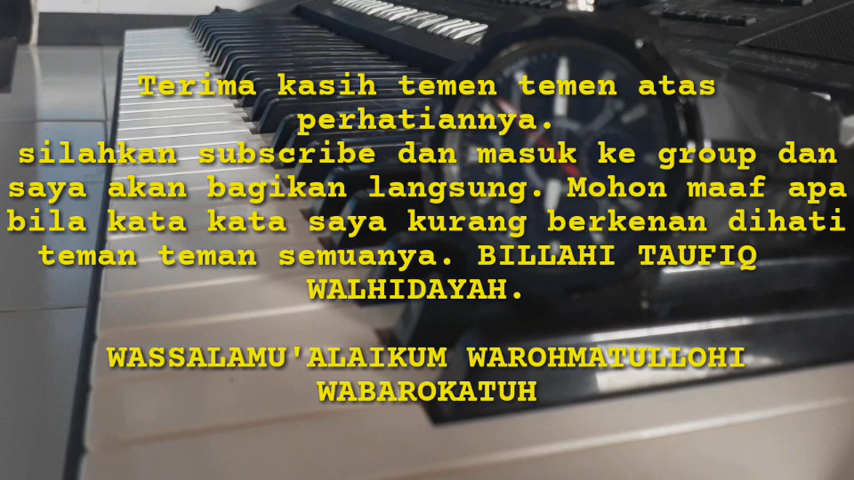 Terima kasih temen temen atas
perhatiannya.
silahkan subscribe dan masuk ke group dan
saya akan bagikan langsung. Mohon maaf apa
bila kata kata saya kurang berkenan dihati
teman teman semuanya. BILLAHI TAUFIQ
WALHIDAYAH.
WASSALAMU'ALAIKUM WAROHMATULLOHI
WABAROKATUH